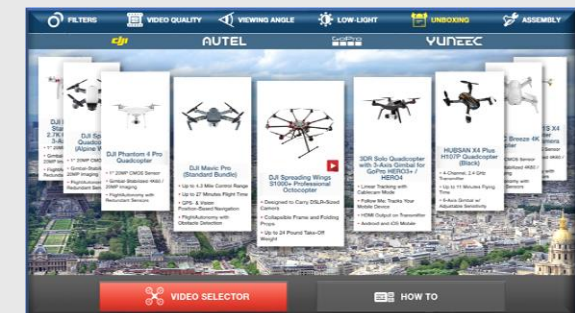 FILTERS
VIDEO QUALITY
VIEWING ANGLE
LOW-LIGHT
UNBOXING
ASSEMBLY
dji
AUTEL
GoPro
YUNEEC
DJI Phantom 4 Pro
Quadcopter
• 1" 20MP CMOS Sensor
• Gimbal-Stabilized 4K60 /
20MP Imaging
• FlightAutonomy with
Redundant Sensors
DJI Mavic Pro
(Standard Bundle)
• Up to 4.3 Mile Control Range
• Up to 27 Minutes Flight Time
• GPS- & Vision
Position-Based Navigation
• FlightAutonomy with
Obstacle Detection
DJI Spreading Wings
S1000+ Professional
Octocopter
• Designed to Carry DSLR-Sized
Camera
• Collapsible Frame and Folding
Props
• Up to 24 Pound Take-Off
Weight
3DR Solo Quadcopter
with 3-Axis Gimbal for
GoPro HERO3+ /
HERO4
• Linear Tracking with
Cablecam Mode
• Follow Me: Tracks Your
Mobile Device
• HDMI Output on Transmitter
• Android and iOS Mobile
HUBSAN X4 Plus
H107P Quadcopter
(Black)
• 4-Channel, 2.4 GHz
Transmitter
• Up to 11 Minutes Flying
Time
• 6-Axis Gimbal w/
Adjustable Sensitivity
Breeze 4K
VIDEO SELECTOR
HOW TO